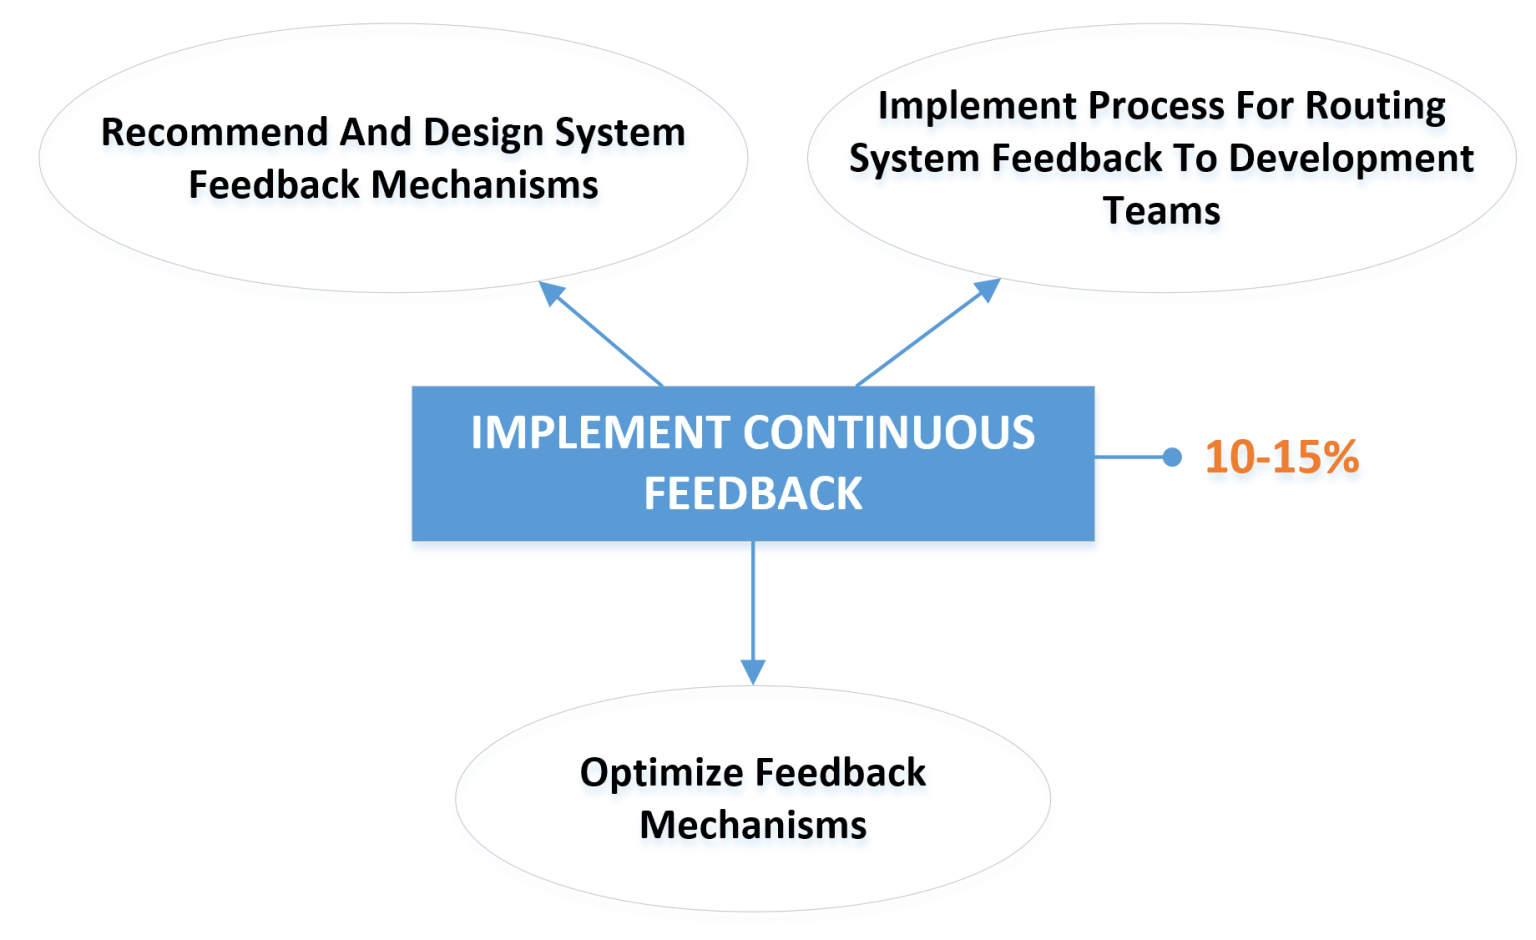 Recommend And Design System
Feedback Mechanisms
Implement Process For Routing
System Feedback To Development
Teams
IMPLEMENT CONTINUOUS
FEEDBACK
10-15%
Optimize Feedback
Mechanisms